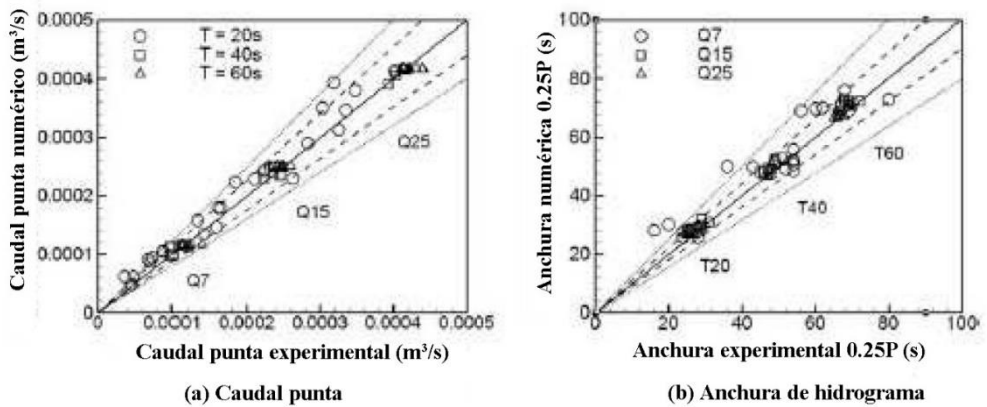 Caudal punta numérico (m³/s)
0.0005
0.0004
0.0003
0.0002
0.0001
0
T = 20s
T = 40s
T = 60s
Q25
Q15
Q7
0 0.0001 0.0002 0.0003 0.0004 0.0005
Caudal punta experimental (m³/s)
(a) Caudal punta
Anchura numérica 0.25P (s)
100
80
60
40
20
0
Q7
Q15
Q25
T60
T40
T20
0 20 40 60 80 100
Anchura experimental 0.25P (s)
(b) Anchura de hidrograma